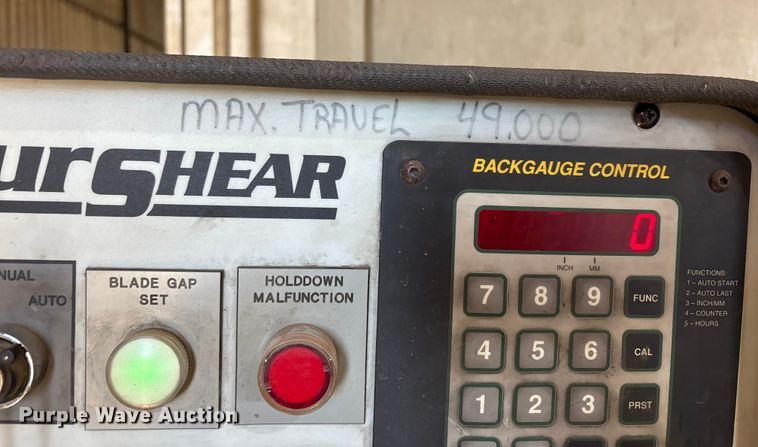 MAX. TRAVEL 49.000
urSHEAR
BACKGAUGE CONTROL
0
INCH MM
NUAL
AUTO
BLADE GAP
SET
HOLDDOWN
MALFUNCTION
7 8 9 FUNC
4 5 6 CAL
1 2 3 PRST
FUNCTIONS:
1 – AUTO START
2 – AUTO LAST
3 – INCH/MM
4 – COUNTER
5 – HOURS
Purple Wave Auction